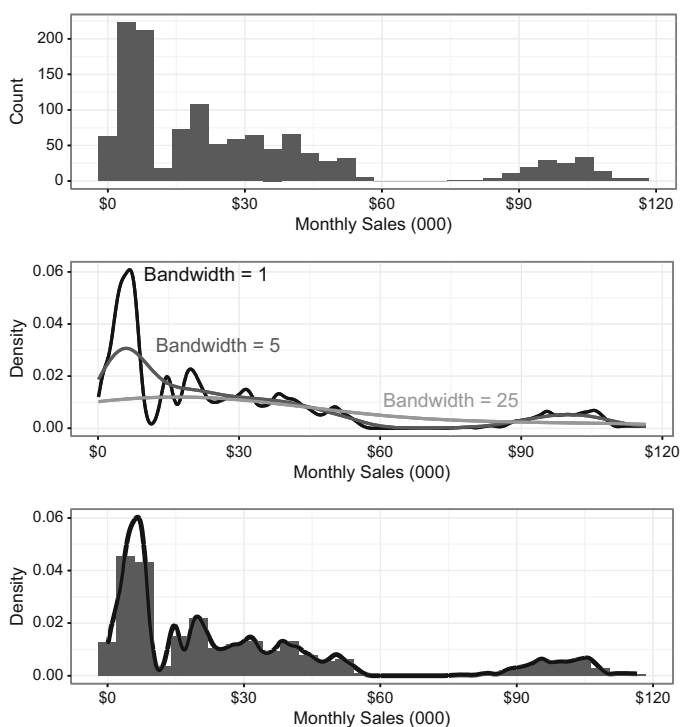 200
150
Count
100
50
0
$0 $30 $60 $90 $120
Monthly Sales (000)
0.06
Bandwidth = 1
0.04
Density
Bandwidth = 5
0.02
Bandwidth = 25
0.00
$0 $30 $60 $90 $120
Monthly Sales (000)
0.06
0.04
Density
0.02
0.00
$0 $30 $60 $90 $120
Monthly Sales (000)